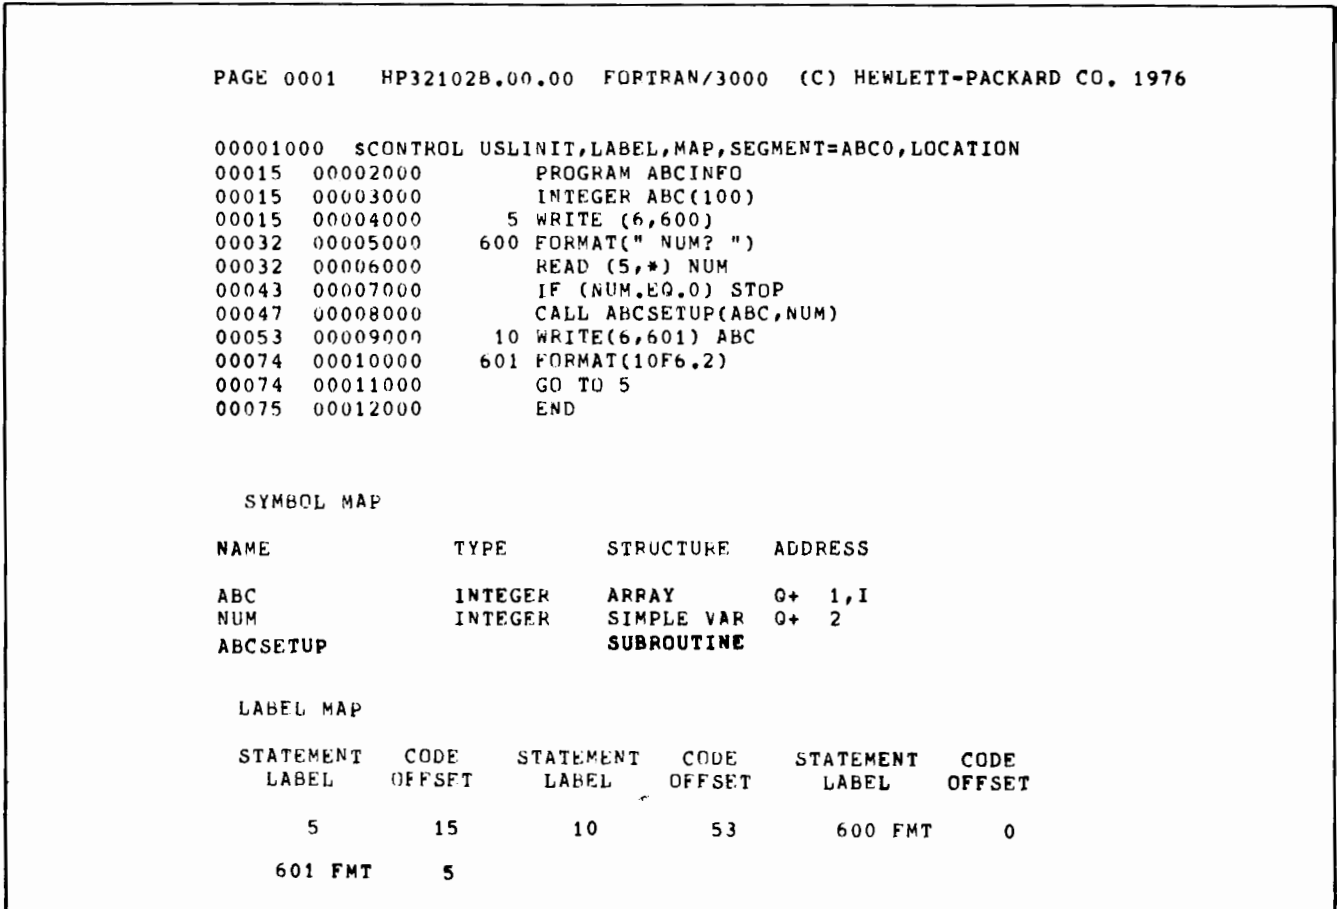 PAGE 0001 HP32102B.00.00 FORTRAN/3000 (C) HEWLETT-PACKARD CO. 1976
00001000 $CONTROL USLINIT,LABEL,MAP,SEGMENT=ABC0,LOCATION
00015 00002000 PROGRAM ABCINFO
00015 00003000 INTEGER ABC(100)
00015 00004000 5 WRITE (6,600)
00032 00005000 600 FORMAT(" NUM? ")
00032 00006000 READ (5,*) NUM
00043 00007000 IF (NUM.EQ.0) STOP
00047 00008000 CALL ABCSETUP(ABC,NUM)
00053 00009000 10 WRITE(6,601) ABC
00074 00010000 601 FORMAT(10F6.2)
00074 00011000 GO TO 5
00075 00012000 END
SYMBOL MAP
NAME TYPE STRUCTURE ADDRESS
ABC INTEGER ARRAY Q+ 1,I
NUM INTEGER SIMPLE VAR Q+ 2
ABCSETUP SUBROUTINE
LABEL MAP
STATEMENT CODE STATEMENT CODE STATEMENT CODE
LABEL OFFSET LABEL OFFSET LABEL OFFSET
5 15 10 53 600 FMT 0
601 FMT 5